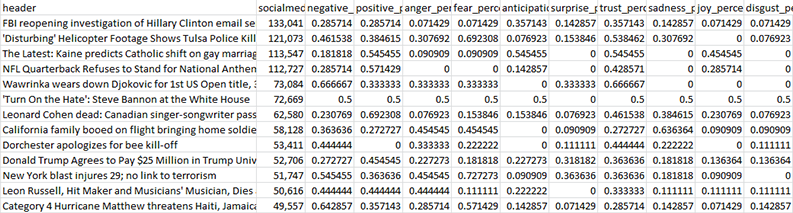 header socialmed negative_ positive_p anger_per fear_perce anticipatio surprise_p trust_perc sadness_p joy_perce disgust_pe
FBI reopening investigation of Hillary Clinton email se 133,041 0.285714 0.285714 0.071429 0.071429 0.357143 0.142857 0.357143 0.142857 0.071429 0.071429
'Disturbing' Helicopter Footage Shows Tulsa Police Kill 121,073 0.461538 0.384615 0.307692 0.692308 0.076923 0.153846 0.538462 0.307692 0 0.076923
The Latest: Kaine predicts Catholic shift on gay marriag 113,547 0.181818 0.545455 0.090909 0.090909 0.545455 0 0.545455 0 0.454545 0
NFL Quarterback Refuses to Stand for National Anthen 112,727 0.285714 0.571429 0 0 0.142857 0 0.428571 0 0.285714 0
Wawrinka wears down Djokovic for 1st US Open title, 73,084 0.666667 0.333333 0.333333 0.333333 0 0.333333 0.666667 0 0 0
'Turn On the Hate': Steve Bannon at the White House 72,669 0.5 0.5 0.5 0.5 0.5 0.5 0.5 0.5 0.5 0.5
Leonard Cohen dead: Canadian singer-songwriter pass 62,580 0.230769 0.692308 0.076923 0.153846 0.153846 0.076923 0.461538 0.384615 0.230769 0.076923
California family booed on flight bringing home soldie 58,128 0.363636 0.272727 0.454545 0.454545 0 0.090909 0.272727 0.636364 0.090909 0.090909
Dorchester apologizes for bee kill-off 53,411 0.444444 0 0.333333 0.222222 0 0.111111 0.444444 0.222222 0 0.111111
Donald Trump Agrees to Pay $25 Million in Trump Univ 52,706 0.272727 0.454545 0.227273 0.181818 0.227273 0.318182 0.363636 0.181818 0.136364 0.136364
New York blast injures 29; no link to terrorism 51,747 0.545455 0.363636 0.454545 0.727273 0.090909 0.363636 0.363636 0.363636 0.090909 0
Leon Russell, Hit Maker and Musicians' Musician, Dies 50,616 0.444444 0.444444 0.444444 0.111111 0.222222 0 0.333333 0.111111 0.111111 0.111111
Category 4 Hurricane Matthew threatens Haiti, Jamaica 49,557 0.642857 0.357143 0.285714 0.571429 0.142857 0.071429 0.285714 0.357143 0.071429 0.142857